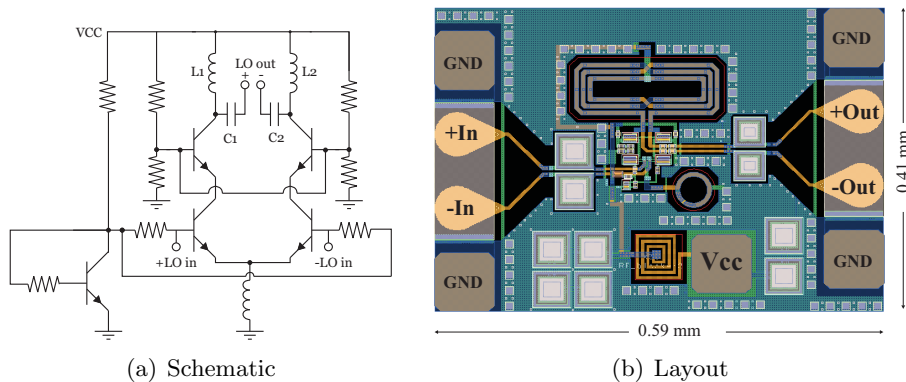 VCC
L1
LO out
L2
+
-
C1
C2
+LO in
-LO in
(a) Schematic
GND
GND
+In
+Out
-In
-Out
Vcc
GND
GND
0.41 mm
0.59 mm
(b) Layout